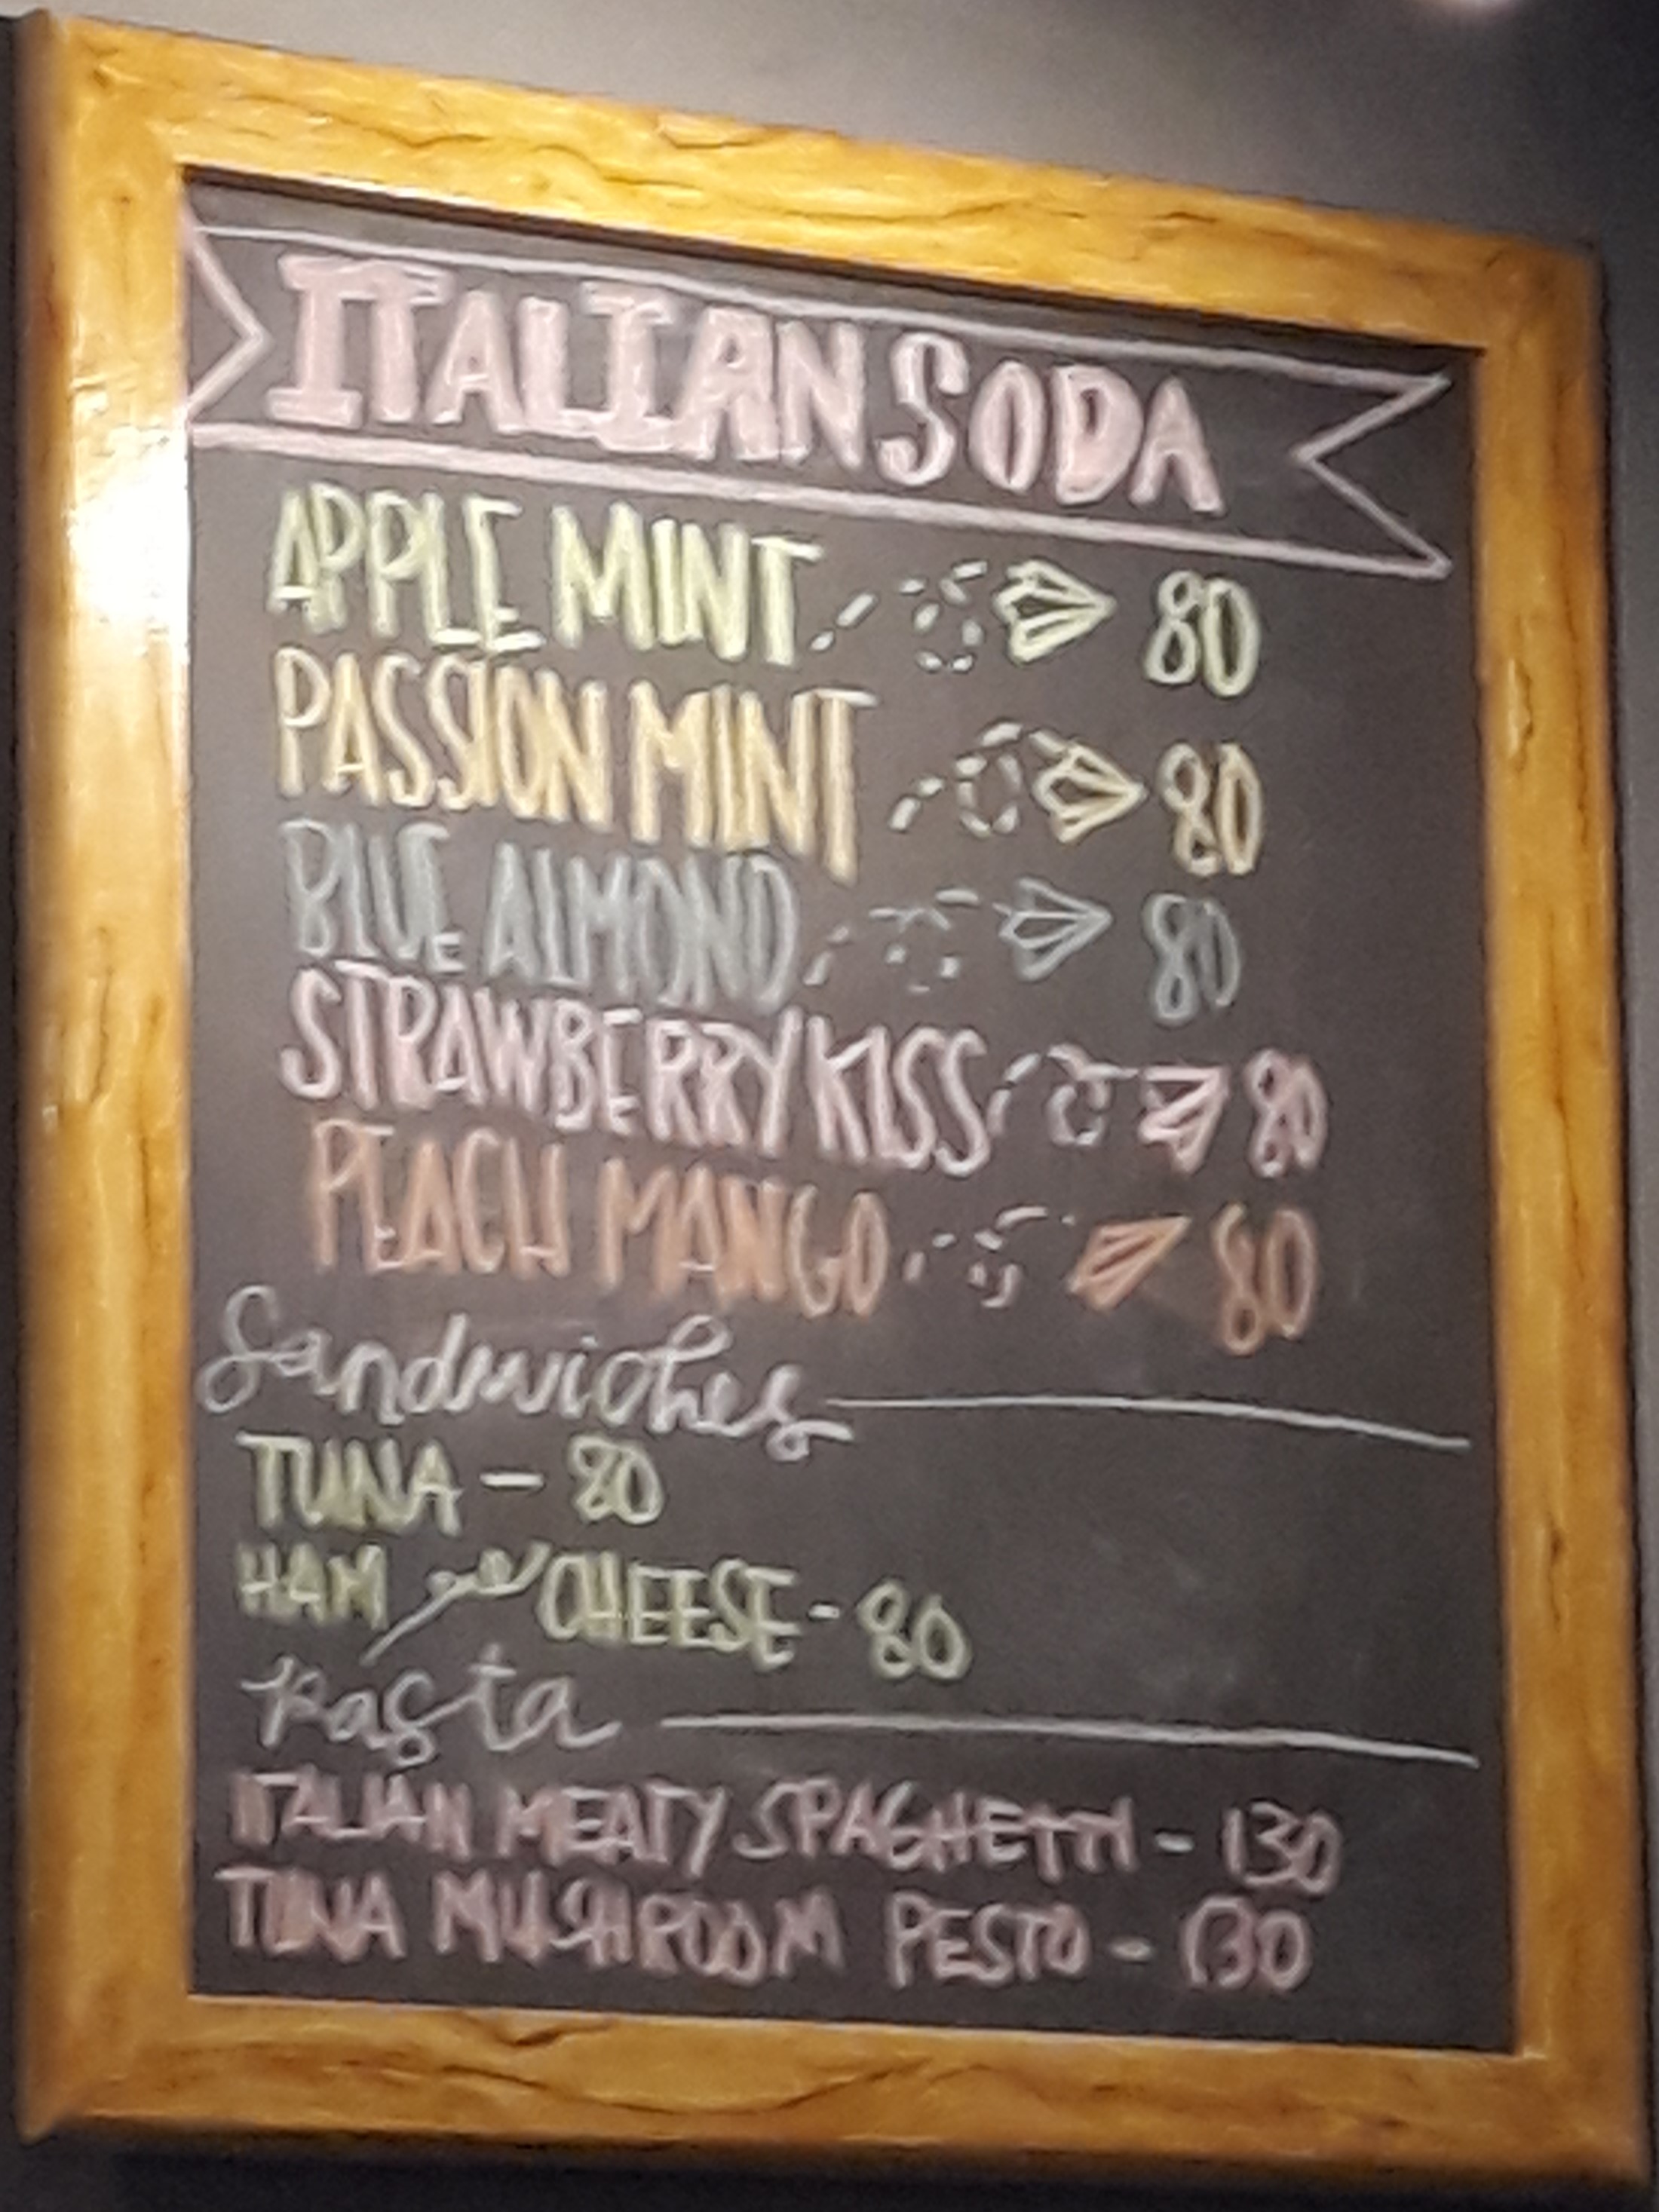 ITALIAN SODA
APPLE MINT 80
PASSION MINT 80
BLUE ALMOND 80
STRAWBERRY KISS 80
PEACH MANGO 80
Sandwiches
TUNA - 80
HAM CHEESE - 80
Pasta
ITALIAN MEATY SPAGHETTI - 130
TUNA MUSHROOM PESTO - 130